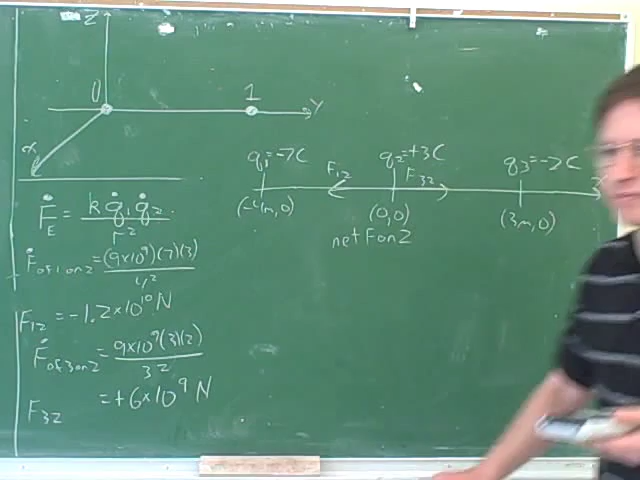 Z
0 1 Y
x
q₁=-7C F₁₂ q₂=+3C F₃₂ q₃=-2C
(-4m,0) (0,0) (3m,0)
net F on 2
F_E = k q₁ q₂ / r²
F of 1 on 2 = (9x10⁹)(7)(3) / 4²
F₁₂ = -1.2x10¹⁰ N
F of 3 on 2 = 9x10⁹(3)(2) / 3²
F₃₂ = +6x10⁹ N